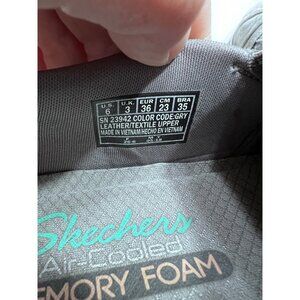 U.S. U.K. EUR CM BRA
6 3 36 23 35
SN 23942 COLOR CODE:GRY
LEATHER/TEXTILE UPPER
MADE IN VIETNAM/HECHO EN VIETNAM
Skechers
Air-Cooled
MEMORY FOAM